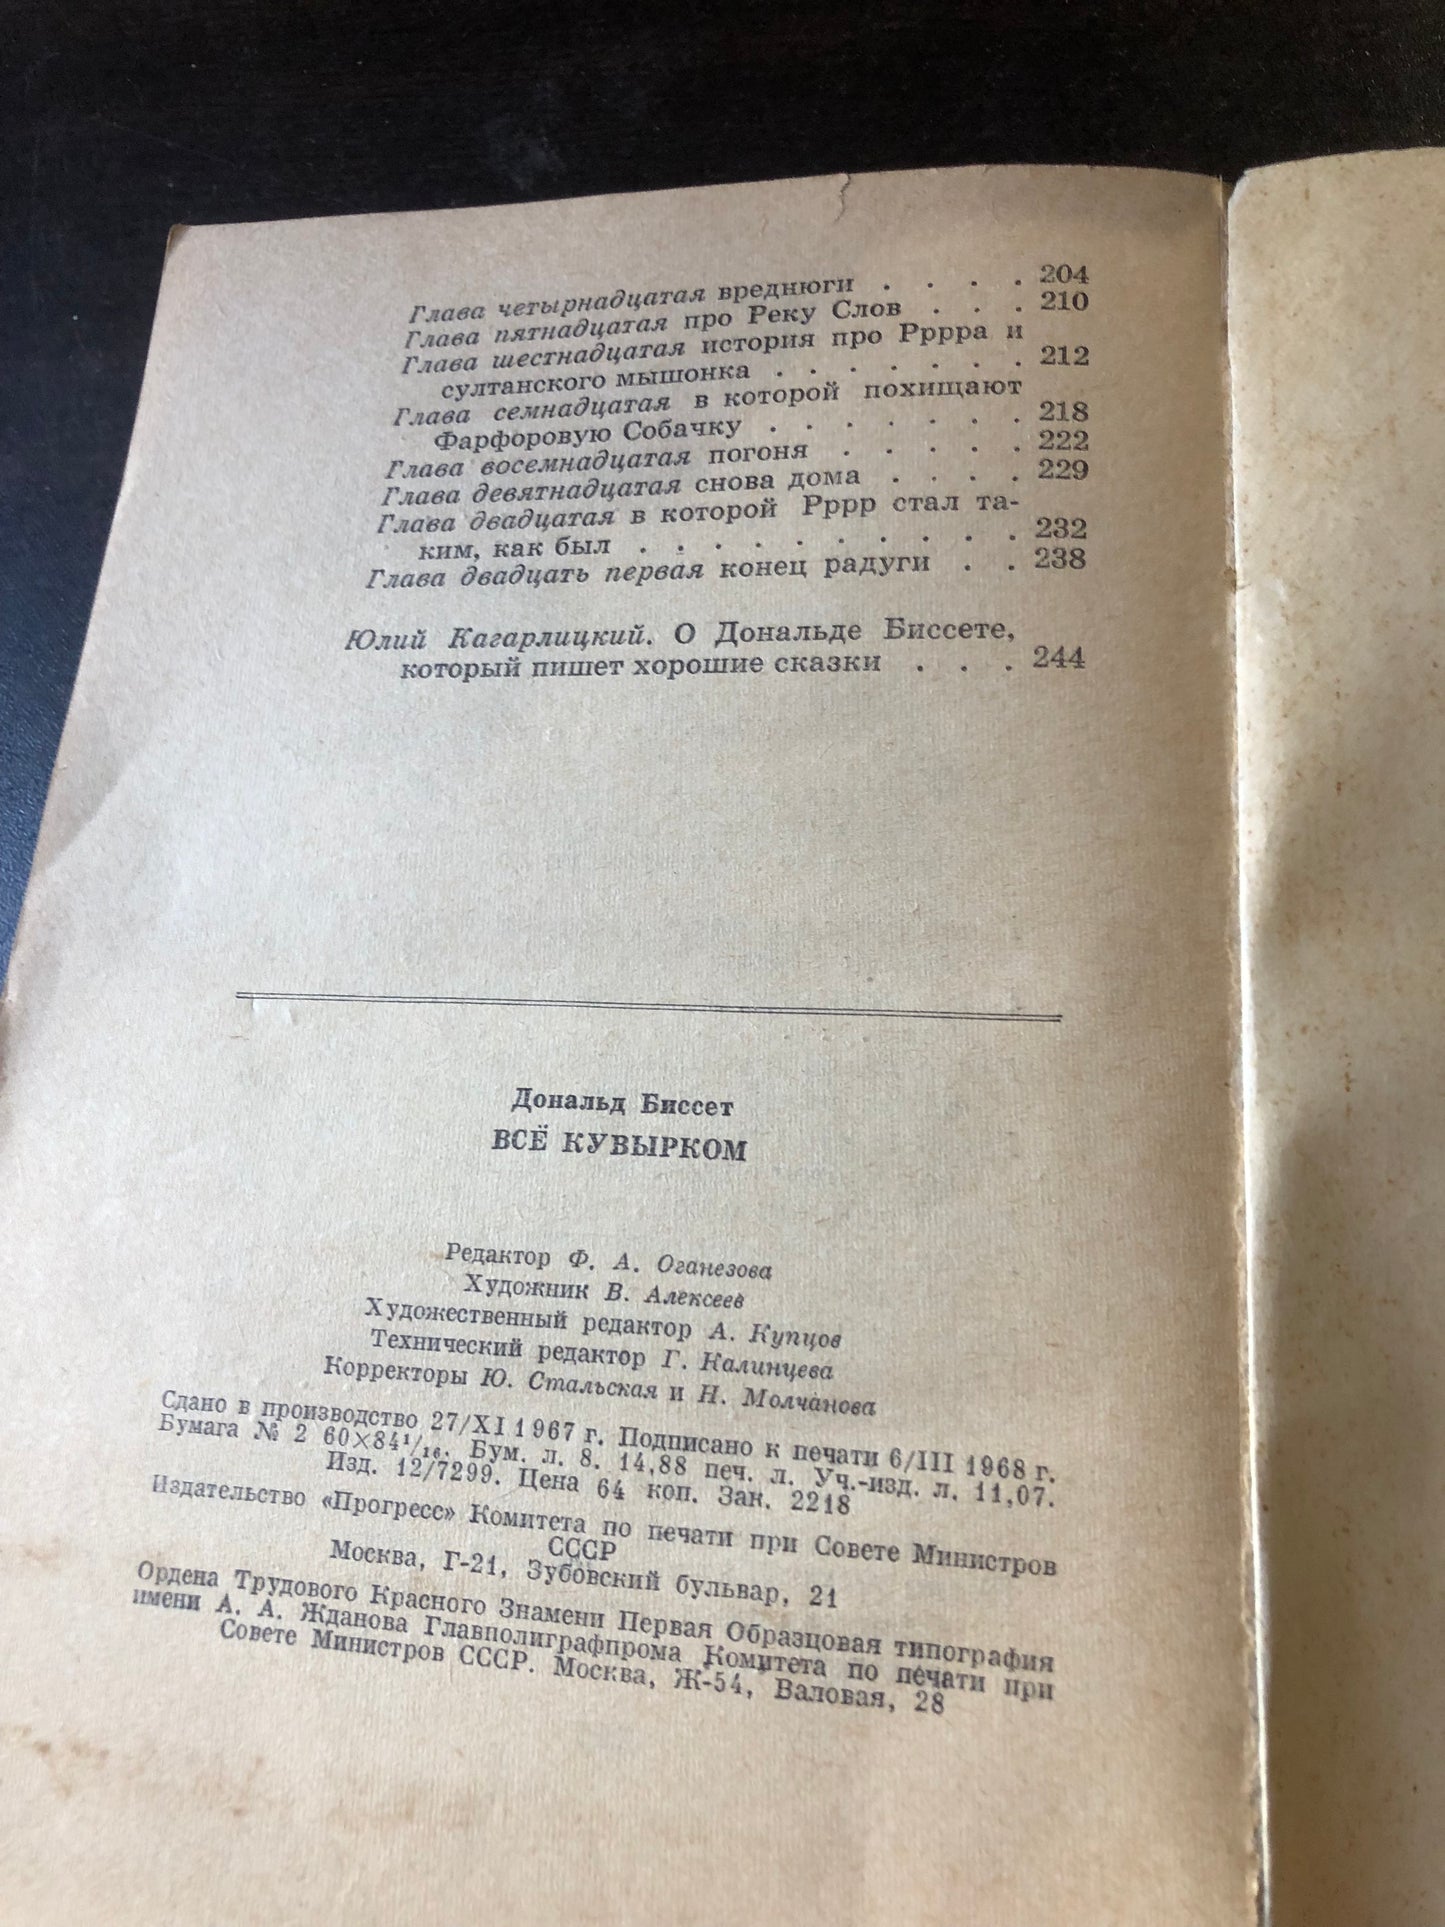 Глава четырнадцатая вреднюги . . . . 204
Глава пятнадцатая про Реку Слов . . . 210
Глава шестнадцатая история про Рррра и
султанского мышонка . . . . . . . 212
Глава семнадцатая в которой похищают
Фарфоровую Собачку . . . . . . . 218
Глава восемнадцатая погоня . . . . . 222
Глава девятнадцатая снова дома . . . . 229
Глава двадцатая в которой Рррр стал та-
ким, как был . . . . . . . . . . . 232
Глава двадцать первая конец радуги . . 238
Юлий Кагарлицкий. О Дональде Биссете,
который пишет хорошие сказки . . . 244
Дональд Биссет
ВСЁ КУВЫРКОМ
Редактор Ф. А. Оганезова
Художник В. Алексеев
Художественный редактор А. Купцов
Технический редактор Г. Калинцева
Корректоры Ю. Стальская и Н. Молчанова
Сдано в производство 27/XI 1967 г. Подписано к печати 6/III 1968 г.
Бумага № 2 60×84¹/₁₆. Бум. л. 8. 14,88 печ. л. Уч.-изд. л. 11,07.
Изд. 12/7299. Цена 64 коп. Зак. 2218
Издательство «Прогресс» Комитета по печати при Совете Министров
СССР
Москва, Г-21, Зубовский бульвар, 21
Ордена Трудового Красного Знамени Первая Образцовая типография
имени А. А. Жданова Главполиграфпрома Комитета по печати при
Совете Министров СССР. Москва, Ж-54, Валовая, 28